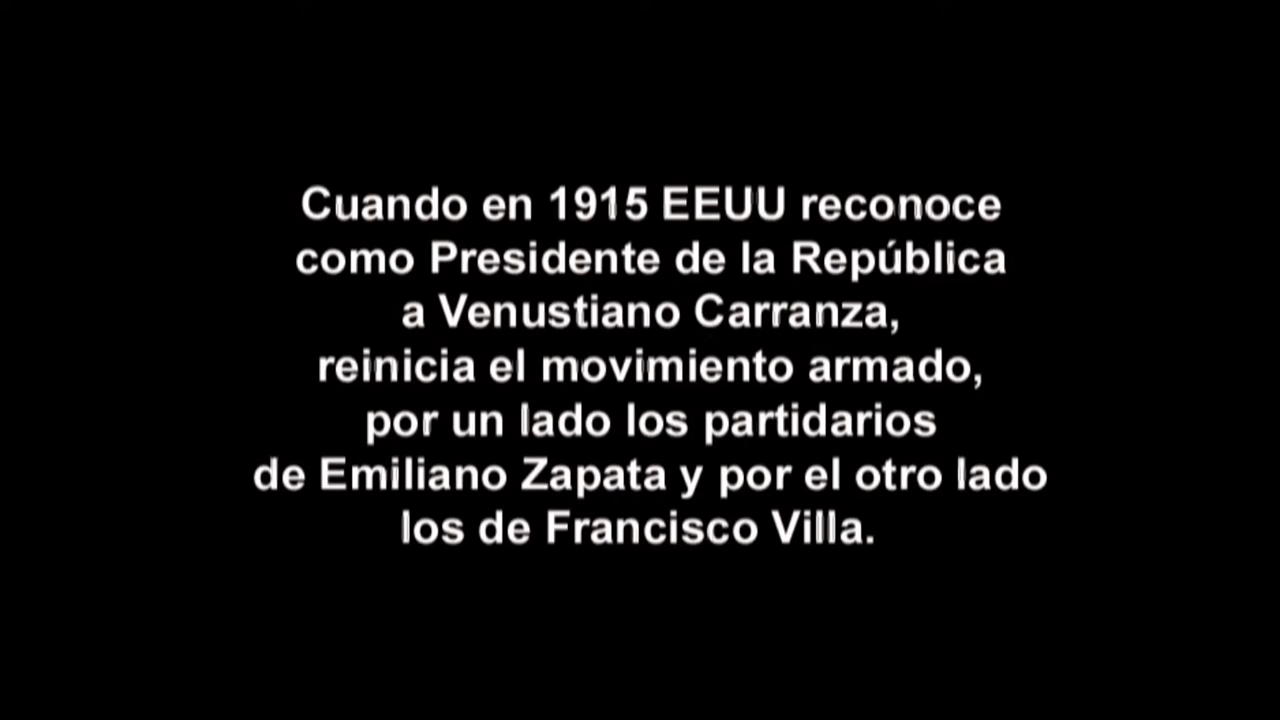 Cuando en 1915 EEUU reconoce
como Presidente de la República
a Venustiano Carranza,
reinicia el movimiento armado,
por un lado los partidarios
de Emiliano Zapata y por el otro lado
los de Francisco Villa.